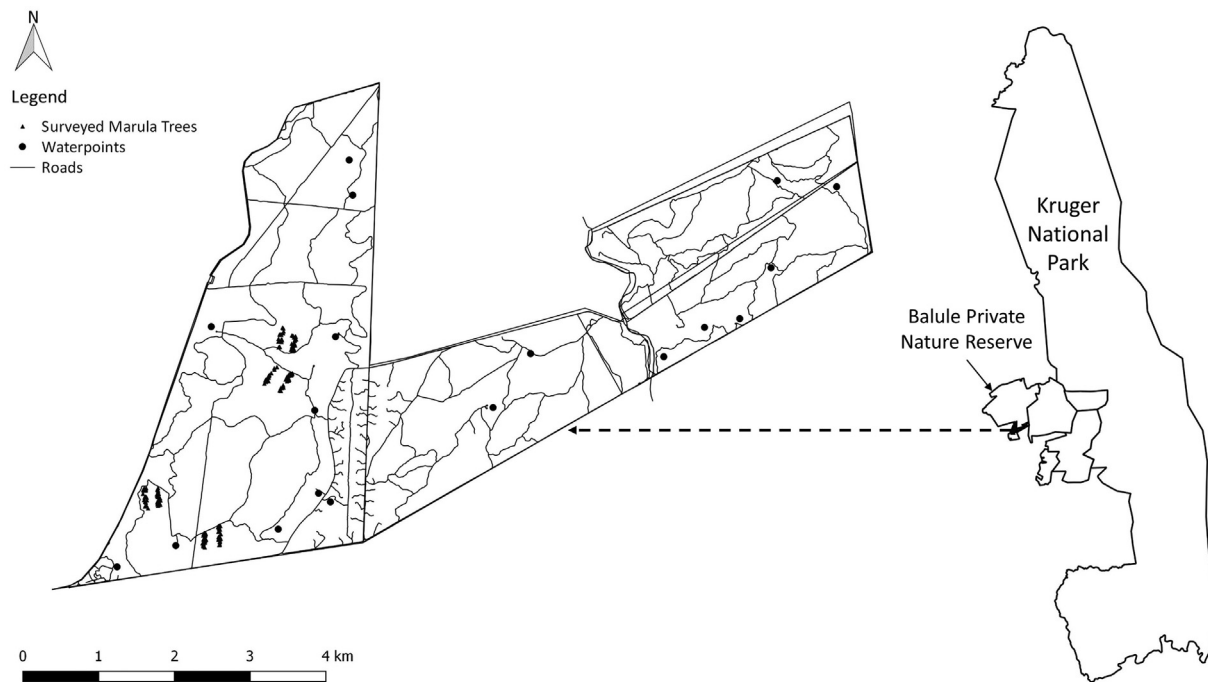 N
Legend
Surveyed Marula Trees
Waterpoints
Roads
Kruger
National
Park
Balule Private
Nature Reserve
0 1 2 3 4 km